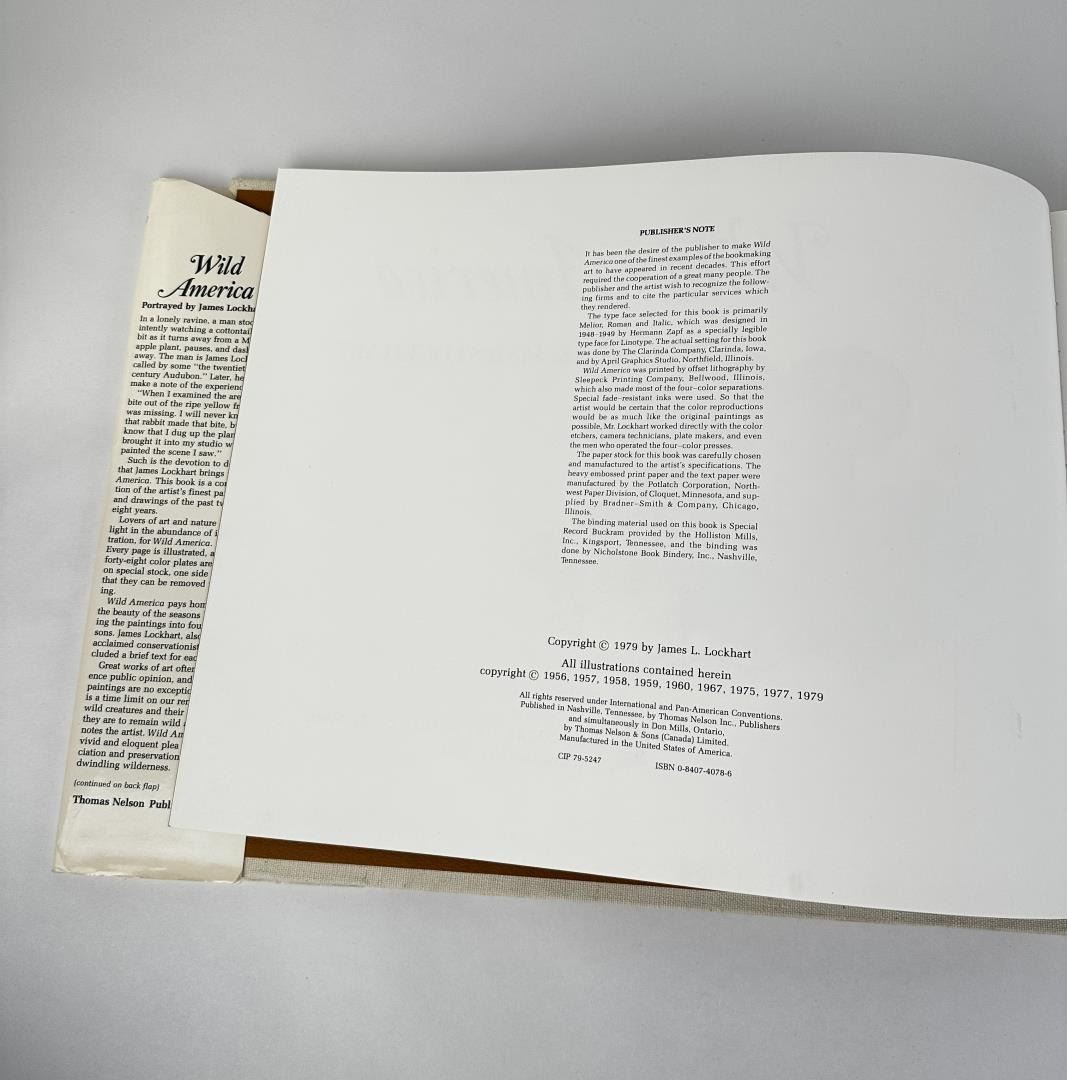 Wild
America
Portrayed by James Lockha
In a lonely ravine, a man stoo
intently watching a cottontail
bit as it turns away from a M
apple plant, pauses, and dash
away. The man is James Loc
called by some "the twentiet
century Audubon." Later, he
make a note of the experienc
"When I examined the are
bite out of the ripe yellow fr
was missing. I will never kn
that rabbit made that bite, b
know that I dug up the plan
brought it into my studio w
painted the scene I saw."
Such is the devotion to d
that James Lockhart brings
America. This book is a co
tion of the artist's finest pa
and drawings of the past tw
eight years.
Lovers of art and nature
light in the abundance of i
tration, for Wild America.
Every page is illustrated, a
forty-eight color plates are
on special stock, one side
that they can be removed
ing.
Wild America pays hom
the beauty of the seasons
ing the paintings into fou
sons. James Lockhart, also
acclaimed conservationist
cluded a brief text for eac
Great works of art often
ence public opinion, and
paintings are no exceptio
is a time limit on our rem
wild creatures and their
they are to remain wild
notes the artist. Wild Am
vivid and eloquent plea
ciation and preservation
dwindling wilderness.
(continued on back flap)
Thomas Nelson Publ
PUBLISHER'S NOTE
It has been the desire of the publisher to make Wild
America one of the finest examples of the bookmaking
art to have appeared in recent decades. This effort
required the cooperation of a great many people. The
publisher and the artist wish to recognize the follow-
ing firms and to cite the particular services which
they rendered.
The type face selected for this book is primarily
Melior, Roman and Italic, which was designed in
1948-1949 by Hermann Zapf as a specially legible
type face for Linotype. The actual setting for this book
was done by The Clarinda Company, Clarinda, Iowa,
and by April Graphics Studio, Northfield, Illinois.
Wild America was printed by offset lithography by
Sleepeck Printing Company, Bellwood, Illinois,
which also made most of the four-color separations.
Special fade-resistant inks were used. So that the
artist would be certain that the color reproductions
would be as much like the original paintings as
possible, Mr. Lockhart worked directly with the color
etchers, camera technicians, plate makers, and even
the men who operated the four-color presses.
The paper stock for this book was carefully chosen
and manufactured to the artist's specifications. The
heavy embossed print paper and the text paper were
manufactured by the Potlatch Corporation, North-
west Paper Division, of Cloquet, Minnesota, and sup-
plied by Bradner-Smith & Company, Chicago,
Illinois.
The binding material used on this book is Special
Record Buckram provided by the Holliston Mills,
Inc., Kingsport, Tennessee, and the binding was
done by Nicholstone Book Bindery, Inc., Nashville,
Tennessee.
Copyright © 1979 by James L. Lockhart
All illustrations contained herein
copyright © 1956, 1957, 1958, 1959, 1960, 1967, 1975, 1977, 1979
All rights reserved under International and Pan-American Conventions.
Published in Nashville, Tennessee, by Thomas Nelson Inc., Publishers
and simultaneously in Don Mills, Ontario,
by Thomas Nelson & Sons (Canada) Limited.
Manufactured in the United States of America.
CIP 79-5247 ISBN 0-8407-4078-6